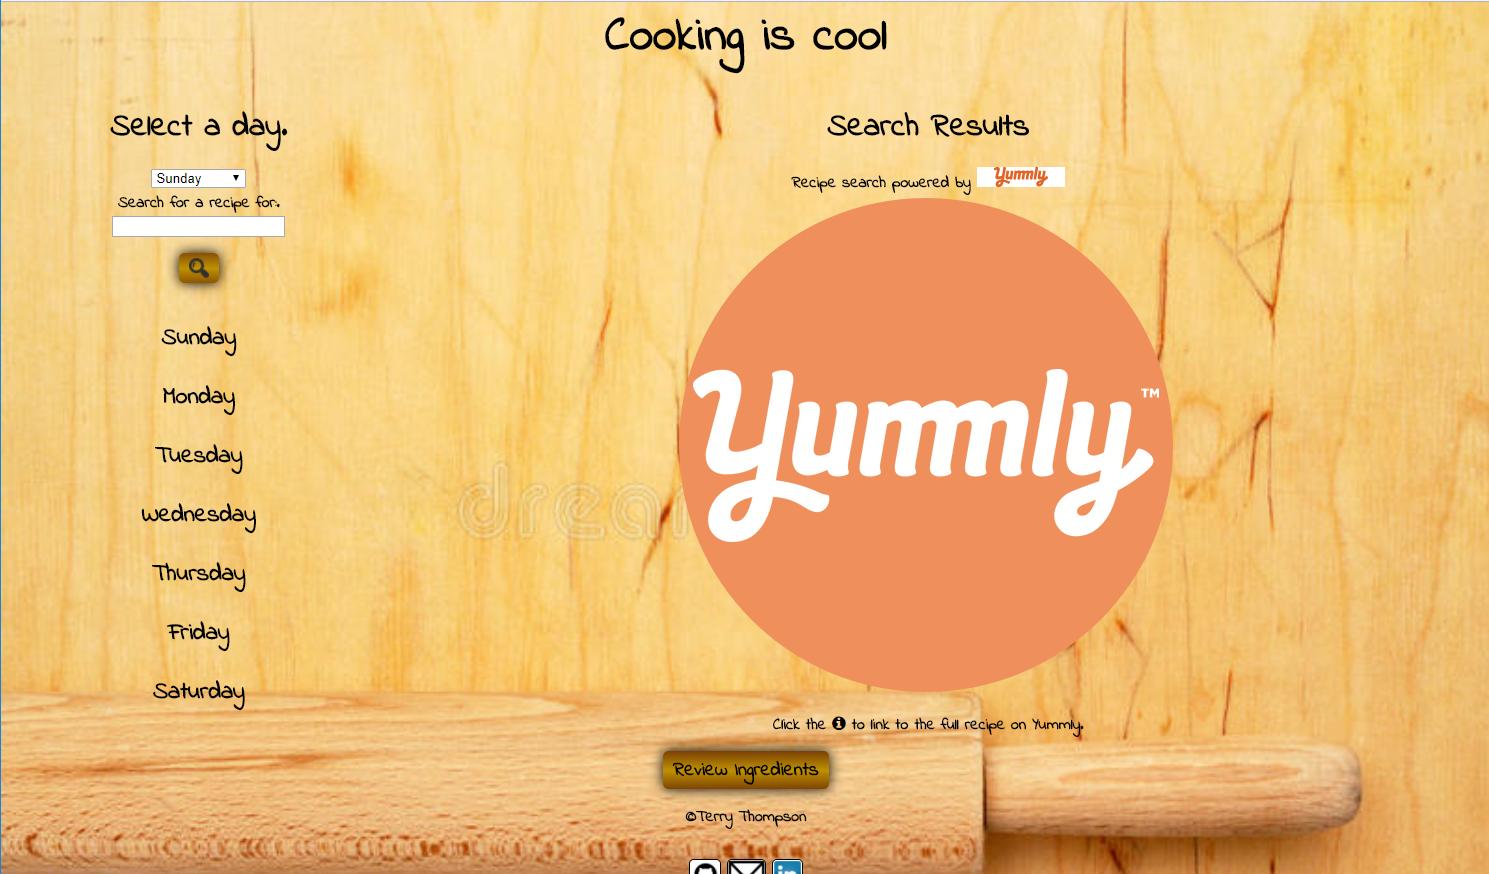 Cooking is cool
Select a day.
Sunday
Search for a recipe for:
Sunday
Monday
Tuesday
Wednesday
Thursday
Friday
Saturday
Search Results
Recipe search powered by Yummly
Yummly™
Click the i to link to the full recipe on Yummly.
Review Ingredients
©Terry Thompson
in